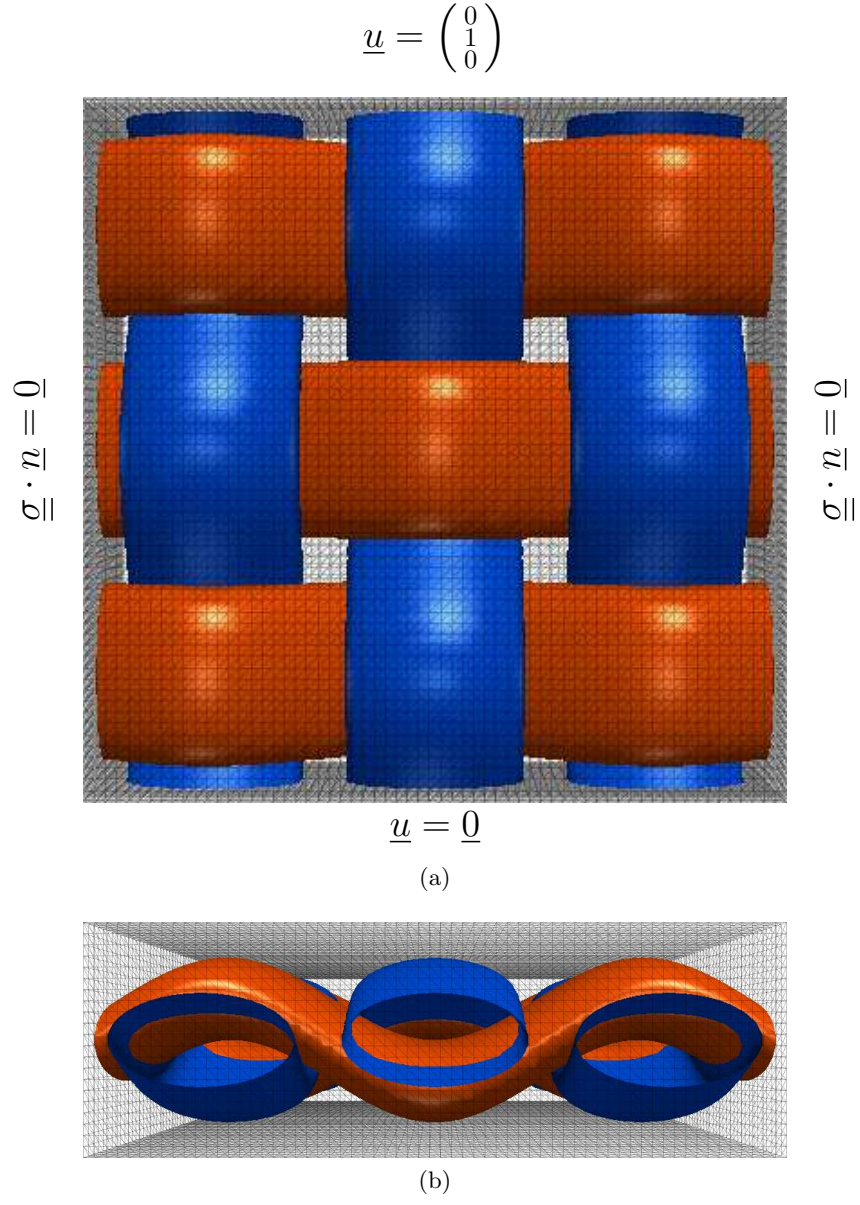 u = (0 1 0)
σ · n = 0
σ · n = 0
u = 0
(a)
(b)